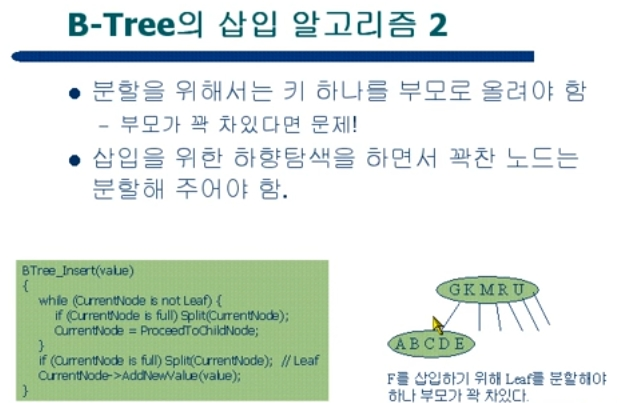 B-Tree의 삽입 알고리즘 2
● 분할을 위해서는 키 하나를 부모로 올려야 함
– 부모가 꽉 차있다면 문제!
● 삽입을 위한 하향탐색을 하면서 꽉찬 노드는
분할해 주어야 함.
BTree_Insert(value)
{
while (CurrentNode is not Leaf) {
if (CurrentNode is full) Split(CurrentNode);
CurrentNode = ProceedToChildNode;
}
if (CurrentNode is full) Split(CurrentNode); // Leaf
CurrentNode->AddNewValue(value);
}
G K M R U
A B C D E
F를 삽입하기 위해 Leaf를 분할해야
하나 부모가 꽉 차있다.